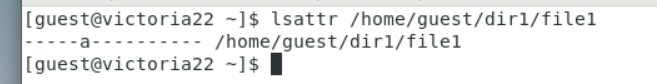 [guest@victoria22 ~]$ lsattr /home/guest/dir1/file1
-----a---------- /home/guest/dir1/file1
[guest@victoria22 ~]$